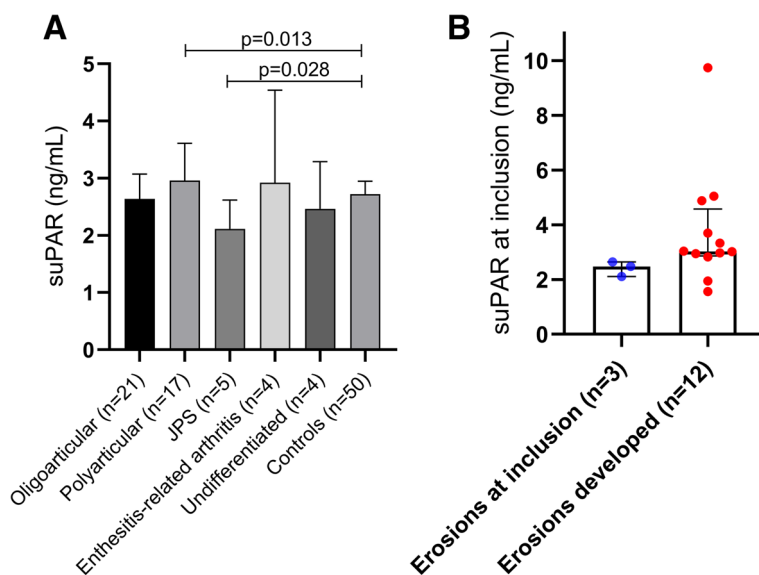 A
p=0.013
p=0.028
suPAR (ng/mL)
5
4
3
2
1
0
Oligoarticular (n=21)
Polyarticular (n=17)
JPS (n=5)
Enthesitis-related arthritis (n=4)
Undifferentiated (n=4)
Controls (n=50)
B
suPAR at inclusion (ng/mL)
10
8
6
4
2
0
Erosions at inclusion (n=3)
Erosions developed (n=12)